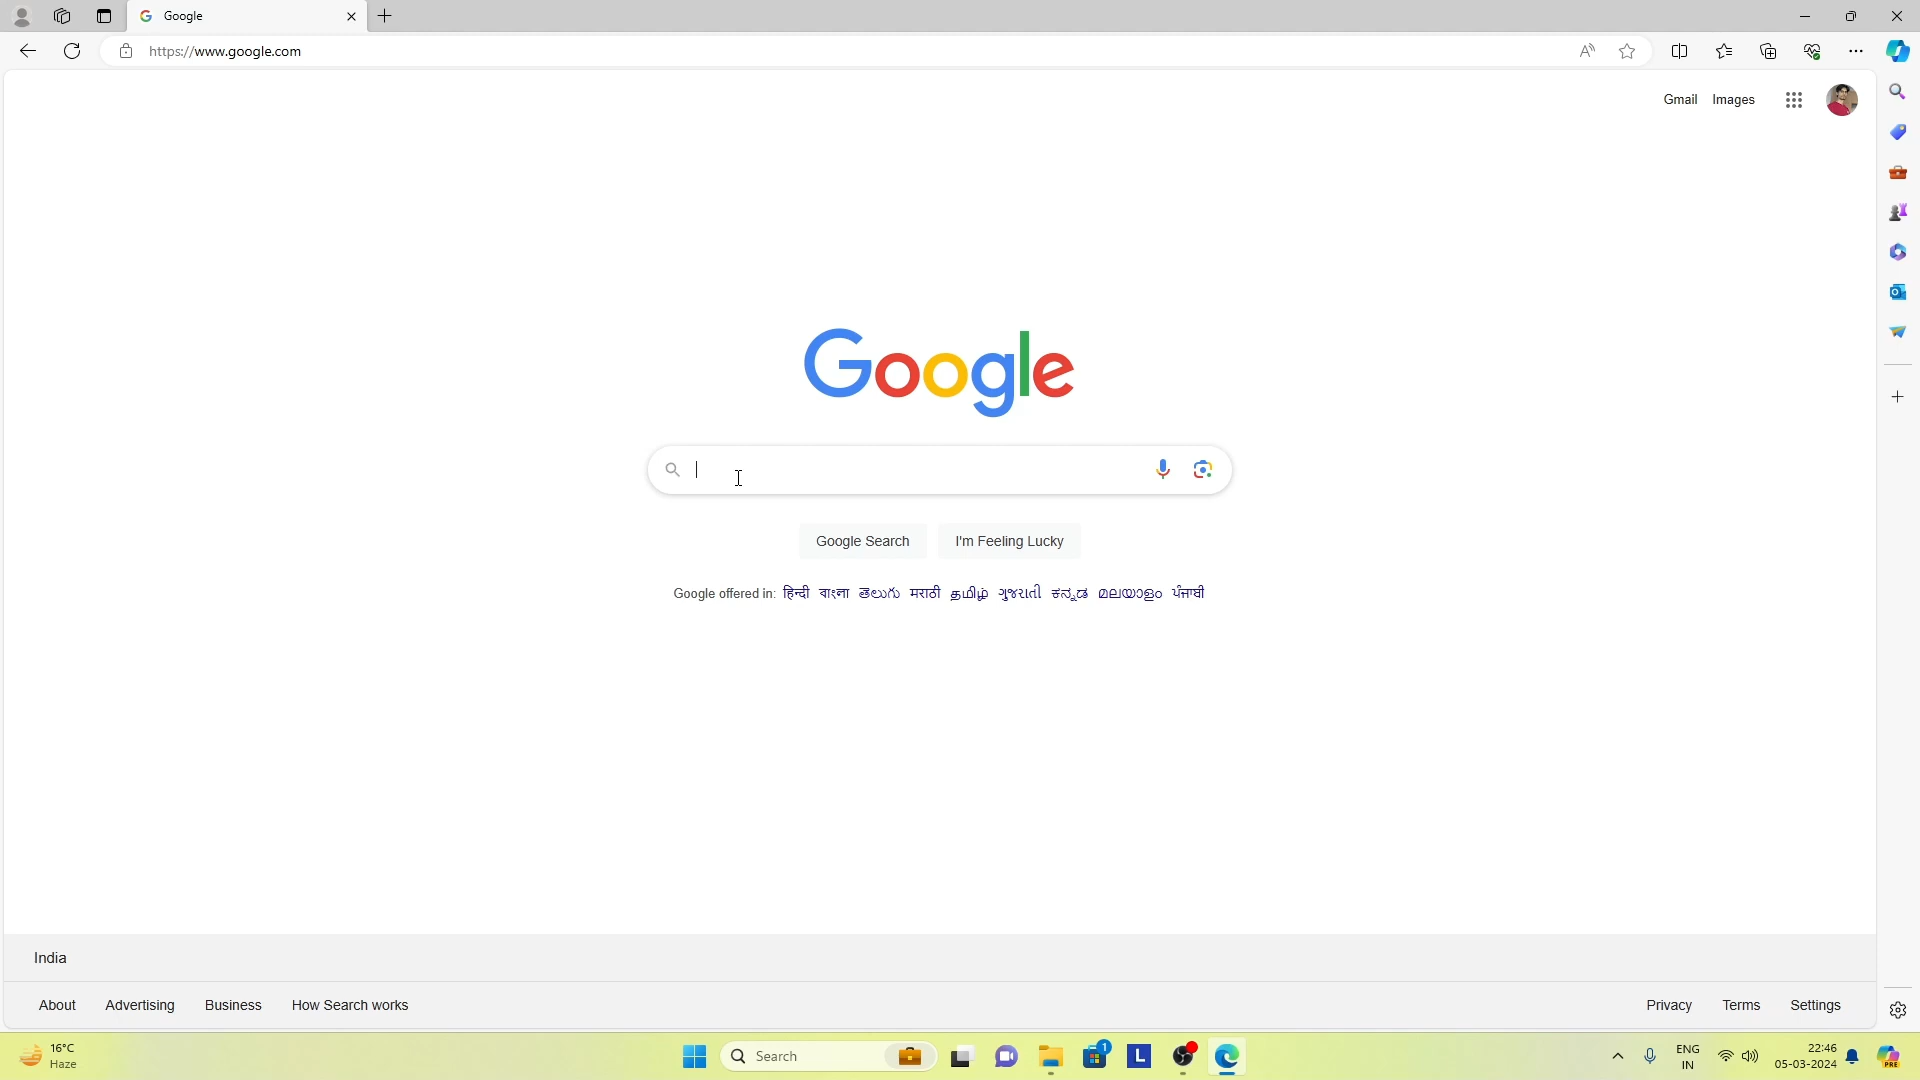 Google
https://www.google.com
Gmail Images
Google
Google Search I'm Feeling Lucky
Google offered in: हिन्दी বাংলা తెలుగు मराठी தமிழ் ગુજરાતી ಕನ್ನಡ മലയാളം ਪੰਜਾਬੀ
India
About Advertising Business How Search works Privacy Terms Settings
16°C
Haze
Search
1
L
ENG
IN
22:46
05-03-2024
PRE